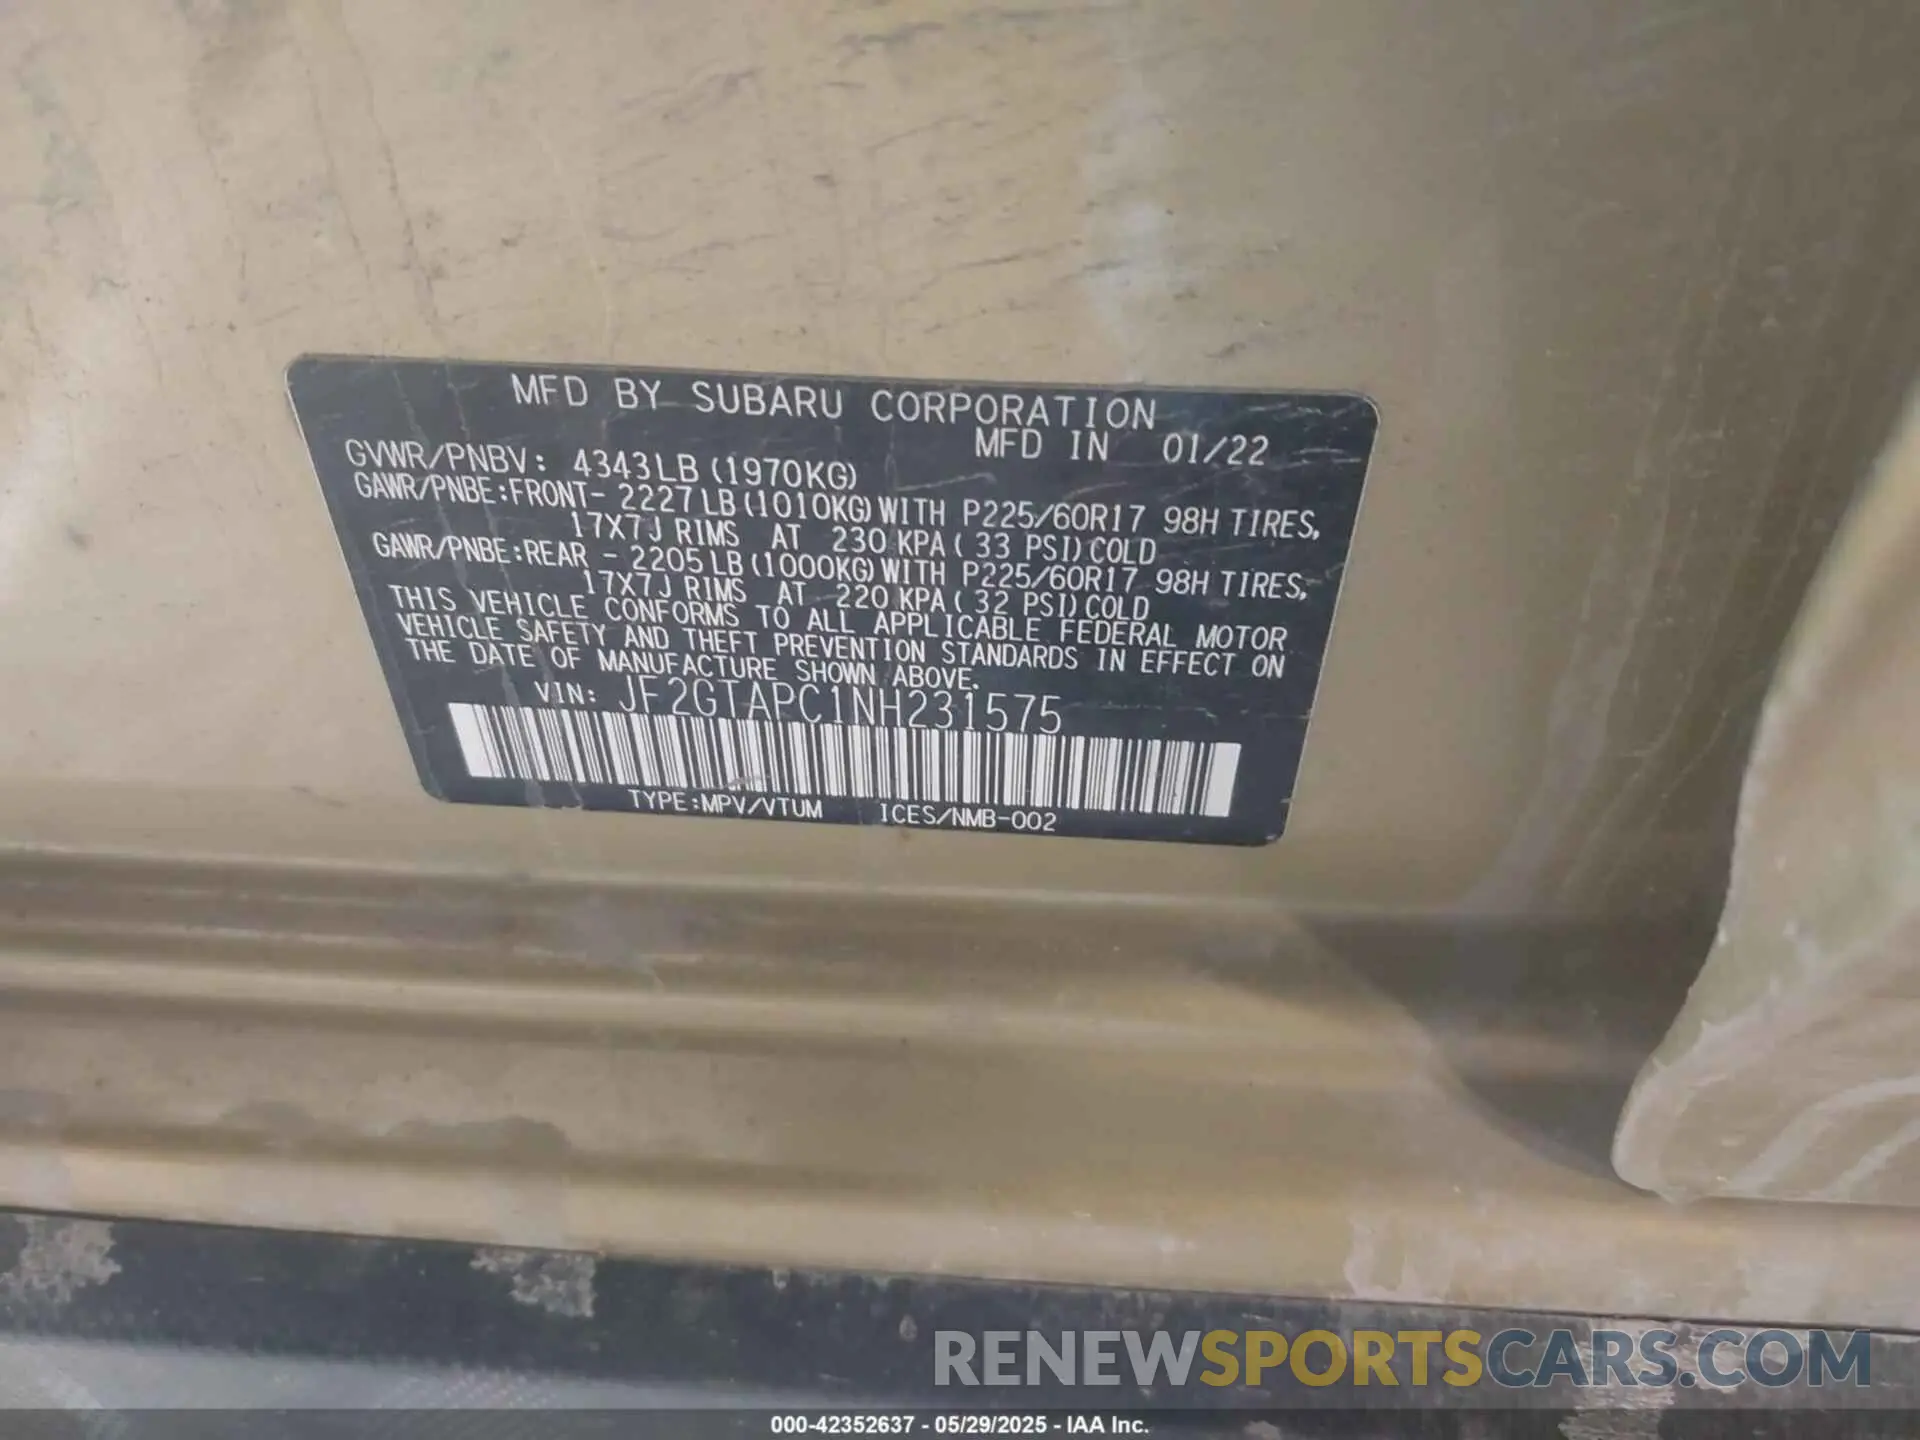 MFD BY SUBARU CORPORATION
MFD IN 01/22
GVWR/PNBV: 4343LB (1970KG)
GAWR/PNBE:FRONT- 2227LB (1010KG) WITH P225/60R17 98H TIRES,
17X7J RIMS AT 230 KPA ( 33 PSI) COLD
GAWR/PNBE:REAR - 2205LB (1000KG) WITH P225/60R17 98H TIRES,
17X7J RIMS AT 220 KPA ( 32 PSI) COLD
THIS VEHICLE CONFORMS TO ALL APPLICABLE FEDERAL MOTOR
VEHICLE SAFETY AND THEFT PREVENTION STANDARDS IN EFFECT ON
THE DATE OF MANUFACTURE SHOWN ABOVE.
VIN: JF2GTAPC1NH231575
TYPE:MPV/VTUM ICES/NMB-002
RENEWSPORTSCARS.COM
000-42352637 - 05/29/2025 - IAA Inc.